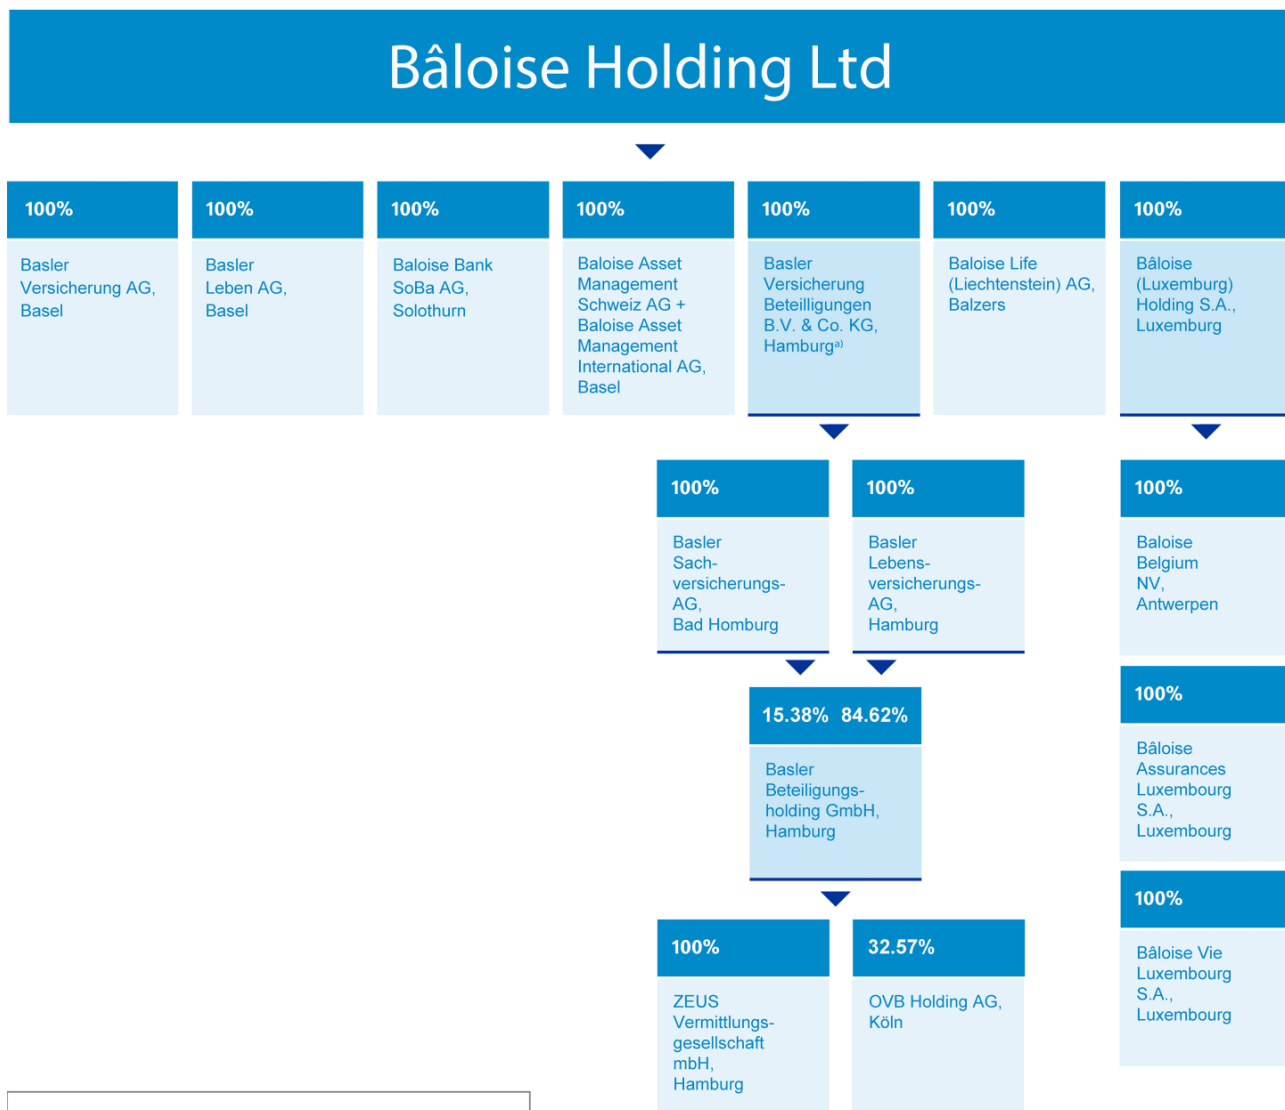 Bâloise Holding Ltd
100%
Basler
Versicherung AG,
Basel
100%
Basler
Leben AG,
Basel
100%
Baloise Bank
SoBa AG,
Solothurn
100%
Baloise Asset
Management
Schweiz AG +
Baloise Asset
Management
International AG,
Basel
100%
Basler
Versicherung
Beteilligungen
B.V. & Co. KG,
Hamburgᵃ⁾
100%
Baloise Life
(Liechtenstein) AG,
Balzers
100%
Bâloise
(Luxemburg)
Holding S.A.,
Luxemburg
100%
Basler
Sach-
versicherungs-
AG,
Bad Homburg
100%
Basler
Lebens-
versicherungs-
AG,
Hamburg
100%
Baloise
Belgium
NV,
Antwerpen
15.38% 84.62%
Basler
Beteiligungs-
holding GmbH,
Hamburg
100%
Bâloise
Assurances
Luxembourg
S.A.,
Luxembourg
100%
ZEUS
Vermittlungs-
gesellschaft
mbH,
Hamburg
32.57%
OVB Holding AG,
Köln
100%
Bâloise Vie
Luxembourg
S.A.,
Luxembourg